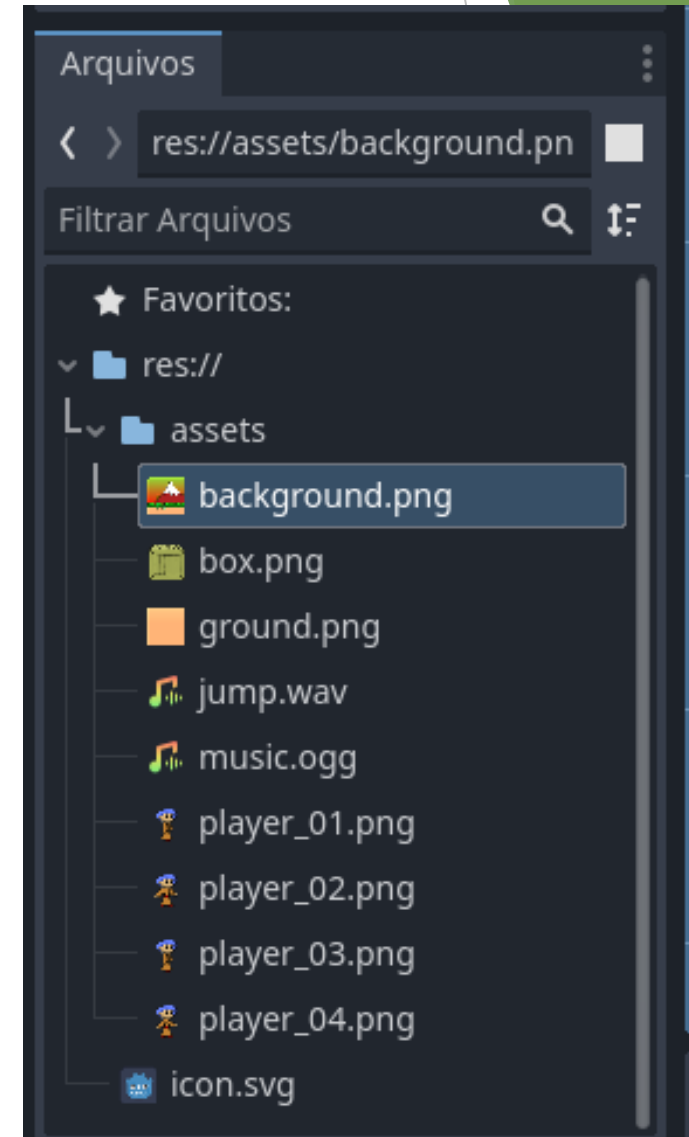 Arquivos
res://assets/background.pn
Filtrar Arquivos
Favoritos:
res://
assets
background.png
box.png
ground.png
jump.wav
music.ogg
player_01.png
player_02.png
player_03.png
player_04.png
icon.svg